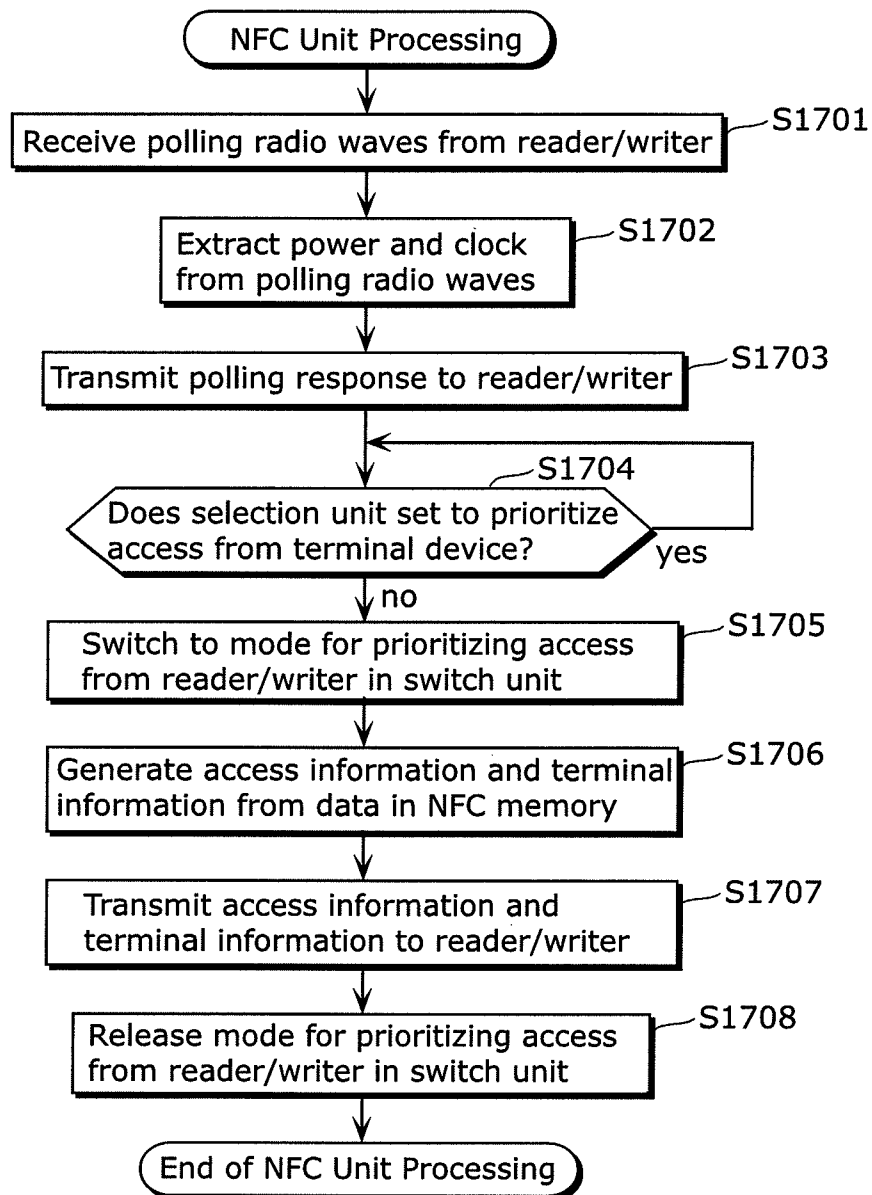 NFC Unit Processing
S1701
Receive polling radio waves from reader/writer
S1702
Extract power and clock
from polling radio waves
S1703
Transmit polling response to reader/writer
S1704
Does selection unit set to prioritize
access from terminal device?
yes
no
S1705
Switch to mode for prioritizing access
from reader/writer in switch unit
S1706
Generate access information and terminal
information from data in NFC memory
S1707
Transmit access information and
terminal information to reader/writer
S1708
Release mode for prioritizing access
from reader/writer in switch unit
End of NFC Unit Processing